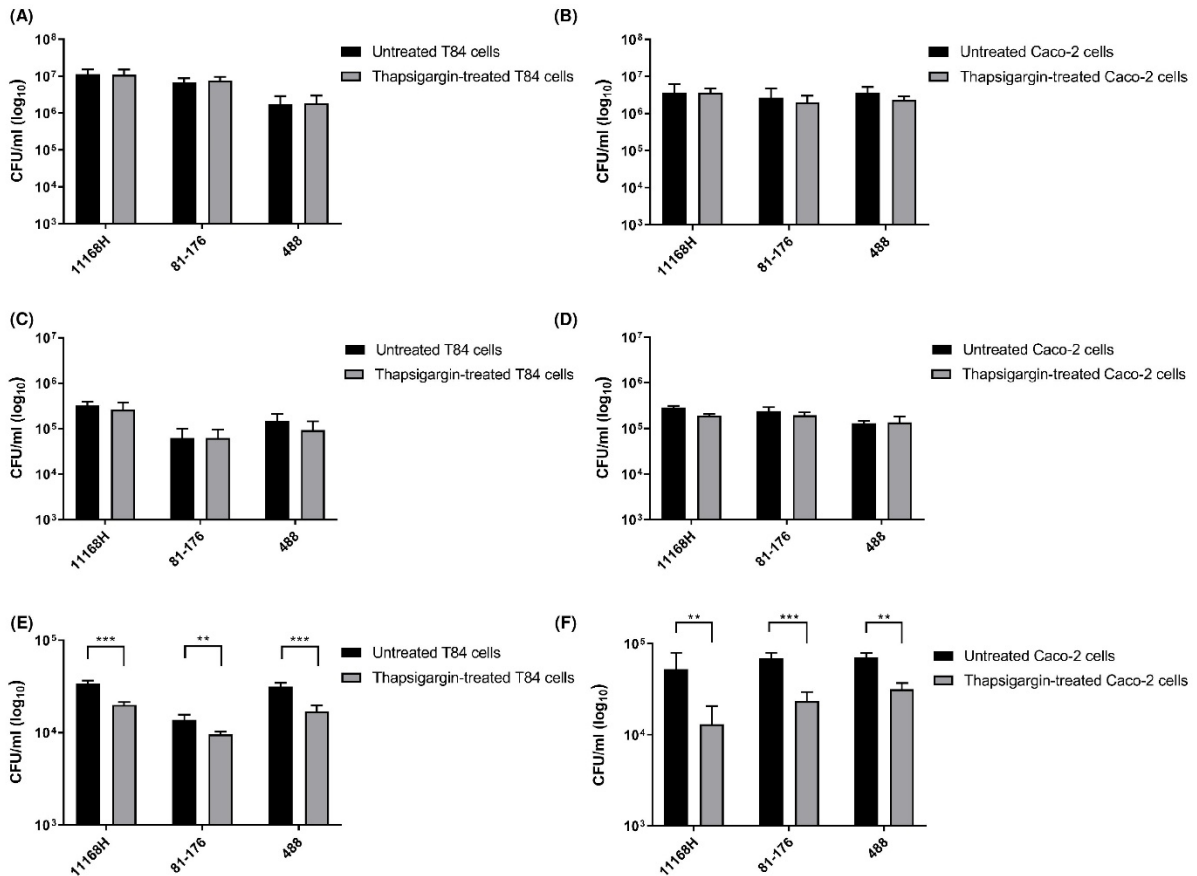 (A)
CFU/ml (log10)
10⁸
10⁷
10⁶
10⁵
10⁴
10³
11168H
81-176
488
Untreated T84 cells
Thapsigargin-treated T84 cells
(B)
CFU/ml (log10)
10⁸
10⁷
10⁶
10⁵
10⁴
10³
11168H
81-176
488
Untreated Caco-2 cells
Thapsigargin-treated Caco-2 cells
(C)
CFU/ml (log10)
10⁷
10⁶
10⁵
10⁴
10³
11168H
81-176
488
Untreated T84 cells
Thapsigargin-treated T84 cells
(D)
CFU/ml (log10)
10⁷
10⁶
10⁵
10⁴
10³
11168H
81-176
488
Untreated Caco-2 cells
Thapsigargin-treated Caco-2 cells
(E)
CFU/ml (log10)
10⁵
10⁴
10³
***
**
***
11168H
81-176
488
Untreated T84 cells
Thapsigargin-treated T84 cells
(F)
CFU/ml (log10)
10⁵
10⁴
10³
**
***
**
11168H
81-176
488
Untreated Caco-2 cells
Thapsigargin-treated Caco-2 cells